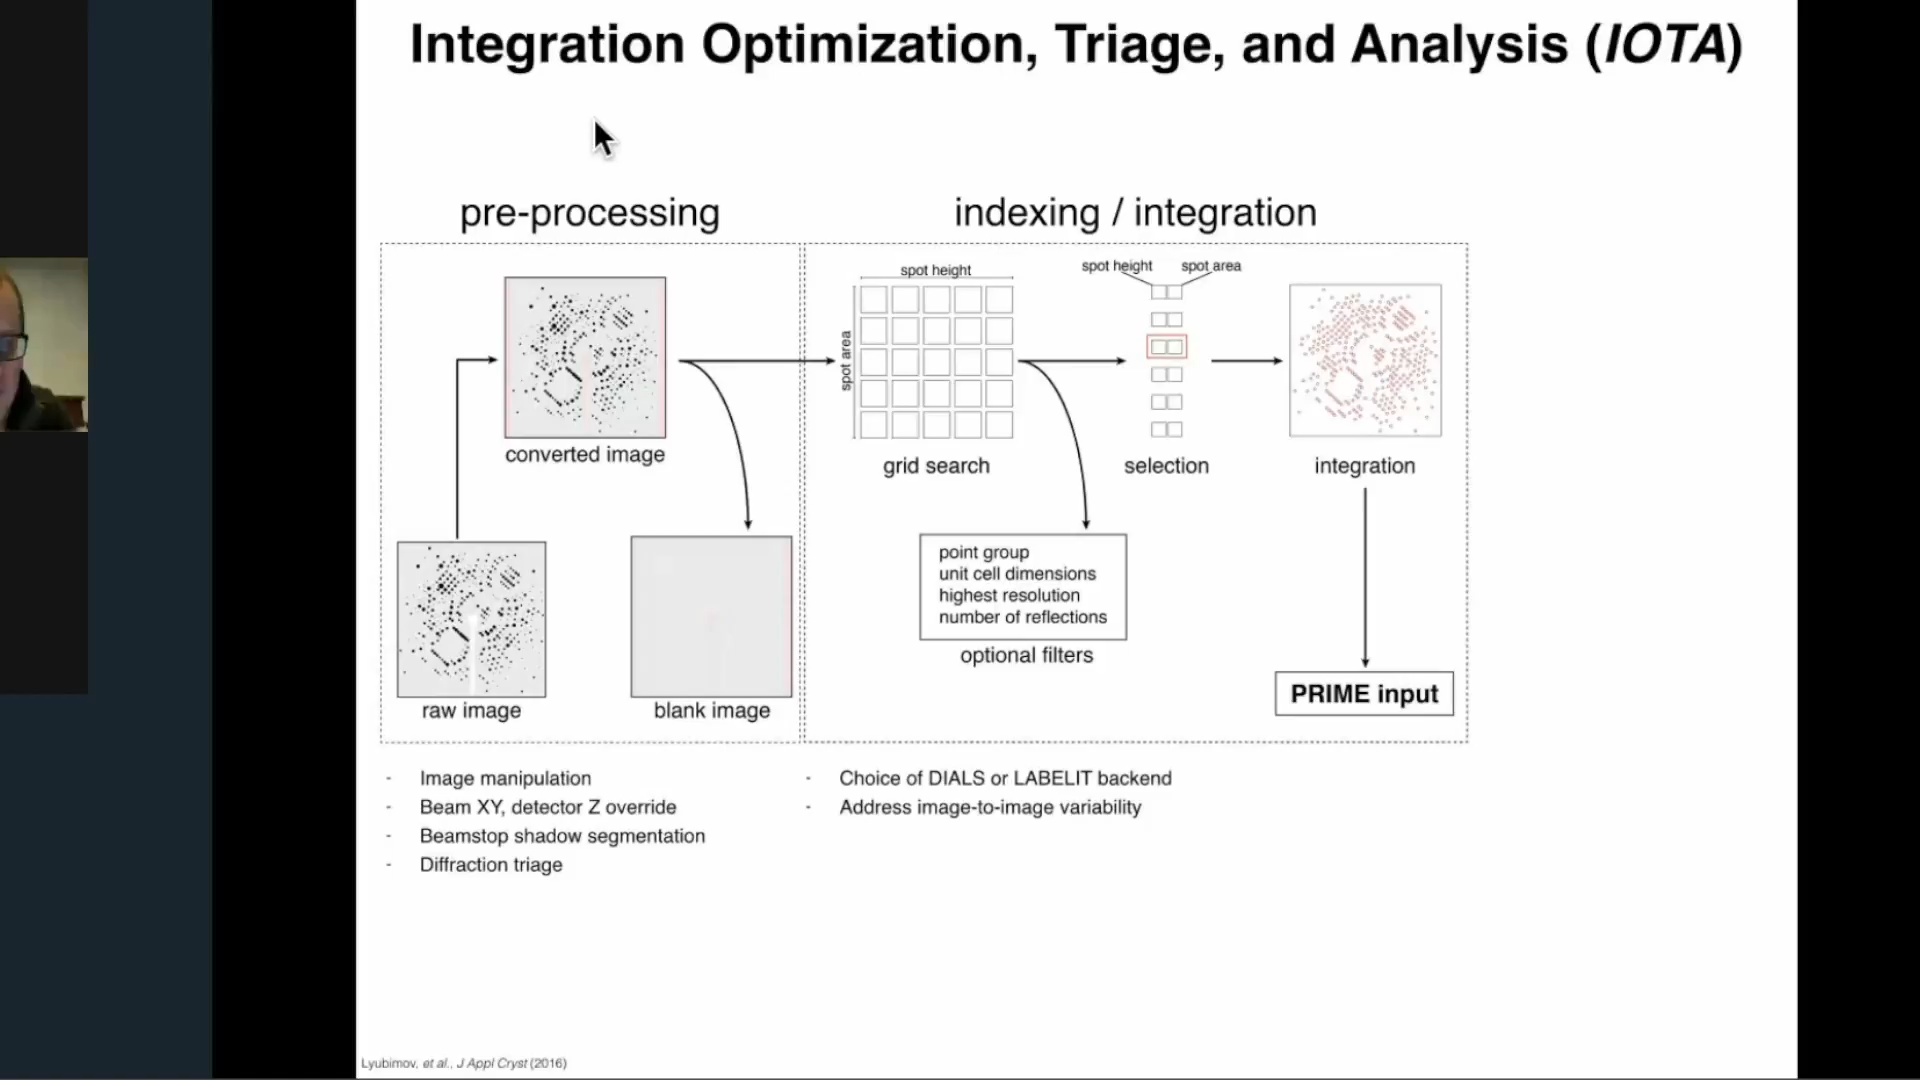 Integration Optimization, Triage, and Analysis (IOTA)
pre-processing
indexing / integration
converted image
raw image
blank image
spot height
spot area
grid search
spot height
spot area
selection
integration
point group
unit cell dimensions
highest resolution
number of reflections
optional filters
PRIME input
- Image manipulation
- Beam XY, detector Z override
- Beamstop shadow segmentation
- Diffraction triage
- Choice of DIALS or LABELIT backend
- Address image-to-image variability
Lyubimov, et al., J Appl Cryst (2016)